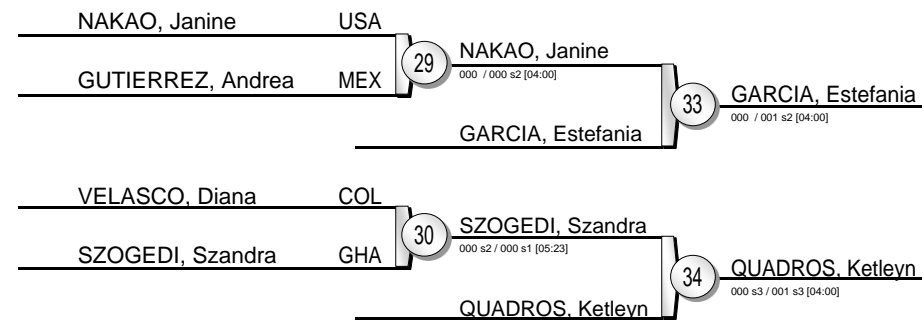 NAKAO, Janine USA
GUTIERREZ, Andrea MEX
29
NAKAO, Janine
000 / 000 s2 [04:00]
GARCIA, Estefania
33
GARCIA, Estefania
000 / 001 s2 [04:00]
VELASCO, Diana COL
SZOGEDI, Szandra GHA
30
SZOGEDI, Szandra
000 s2 / 000 s1 [05:23]
QUADROS, Ketleyn
34
QUADROS, Ketleyn
000 s3 / 001 s3 [04:00]